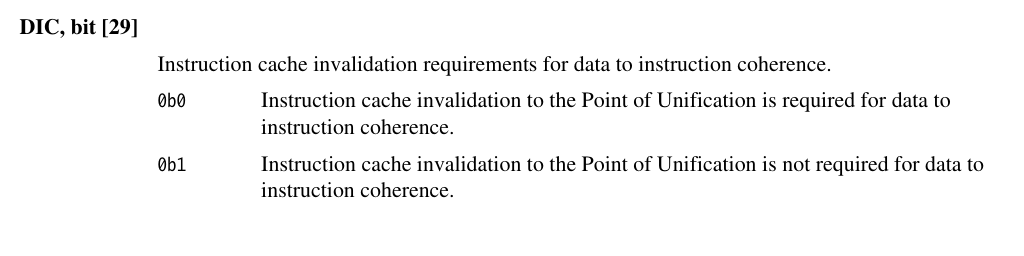 DIC, bit [29]
Instruction cache invalidation requirements for data to instruction coherence.
0b0 Instruction cache invalidation to the Point of Unification is required for data to
instruction coherence.
0b1 Instruction cache invalidation to the Point of Unification is not required for data to
instruction coherence.